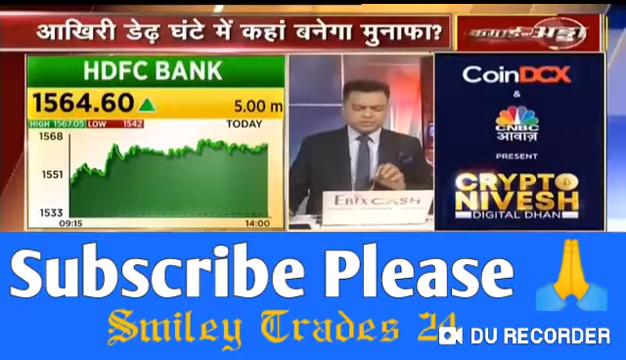 आखिरी डेढ़ घंटे में कहां बनेगा मुनाफा?
कमाई का अड्डा
HDFC BANK
1564.60 5.00 m
HIGH 1567.05 LOW 1542 TODAY
1568
1551
1533
09:15 14:00
EbixCASH
CoinDCX
&
CNBC
आवाज़
PRESENT
CRYPTO
NIVESH
DIGITAL DHAN
Subscribe Please 🙏
Smiley Trades 24
DU RECORDER